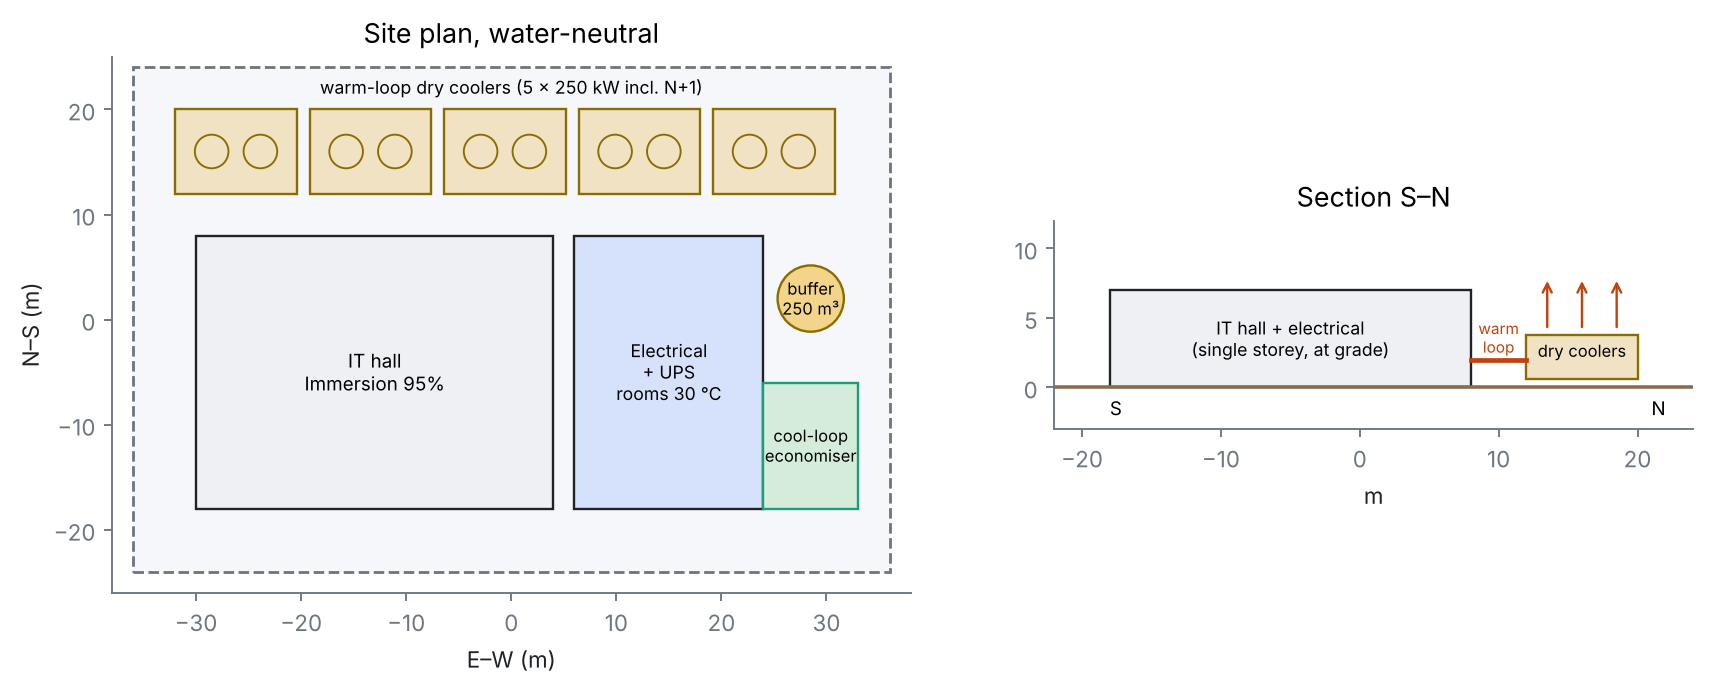 Site plan, water-neutral
warm-loop dry coolers (5 × 250 kW incl. N+1)
20
10
0
−10
−20
N–S (m)
IT hall
Immersion 95%
Electrical
+ UPS
rooms 30 °C
buffer
250 m³
cool-loop
economiser
−30
−20
−10
0
10
20
30
E–W (m)
Section S–N
10
5
0
IT hall + electrical
(single storey, at grade)
warm
loop
dry coolers
S
N
−20
−10
0
10
20
m